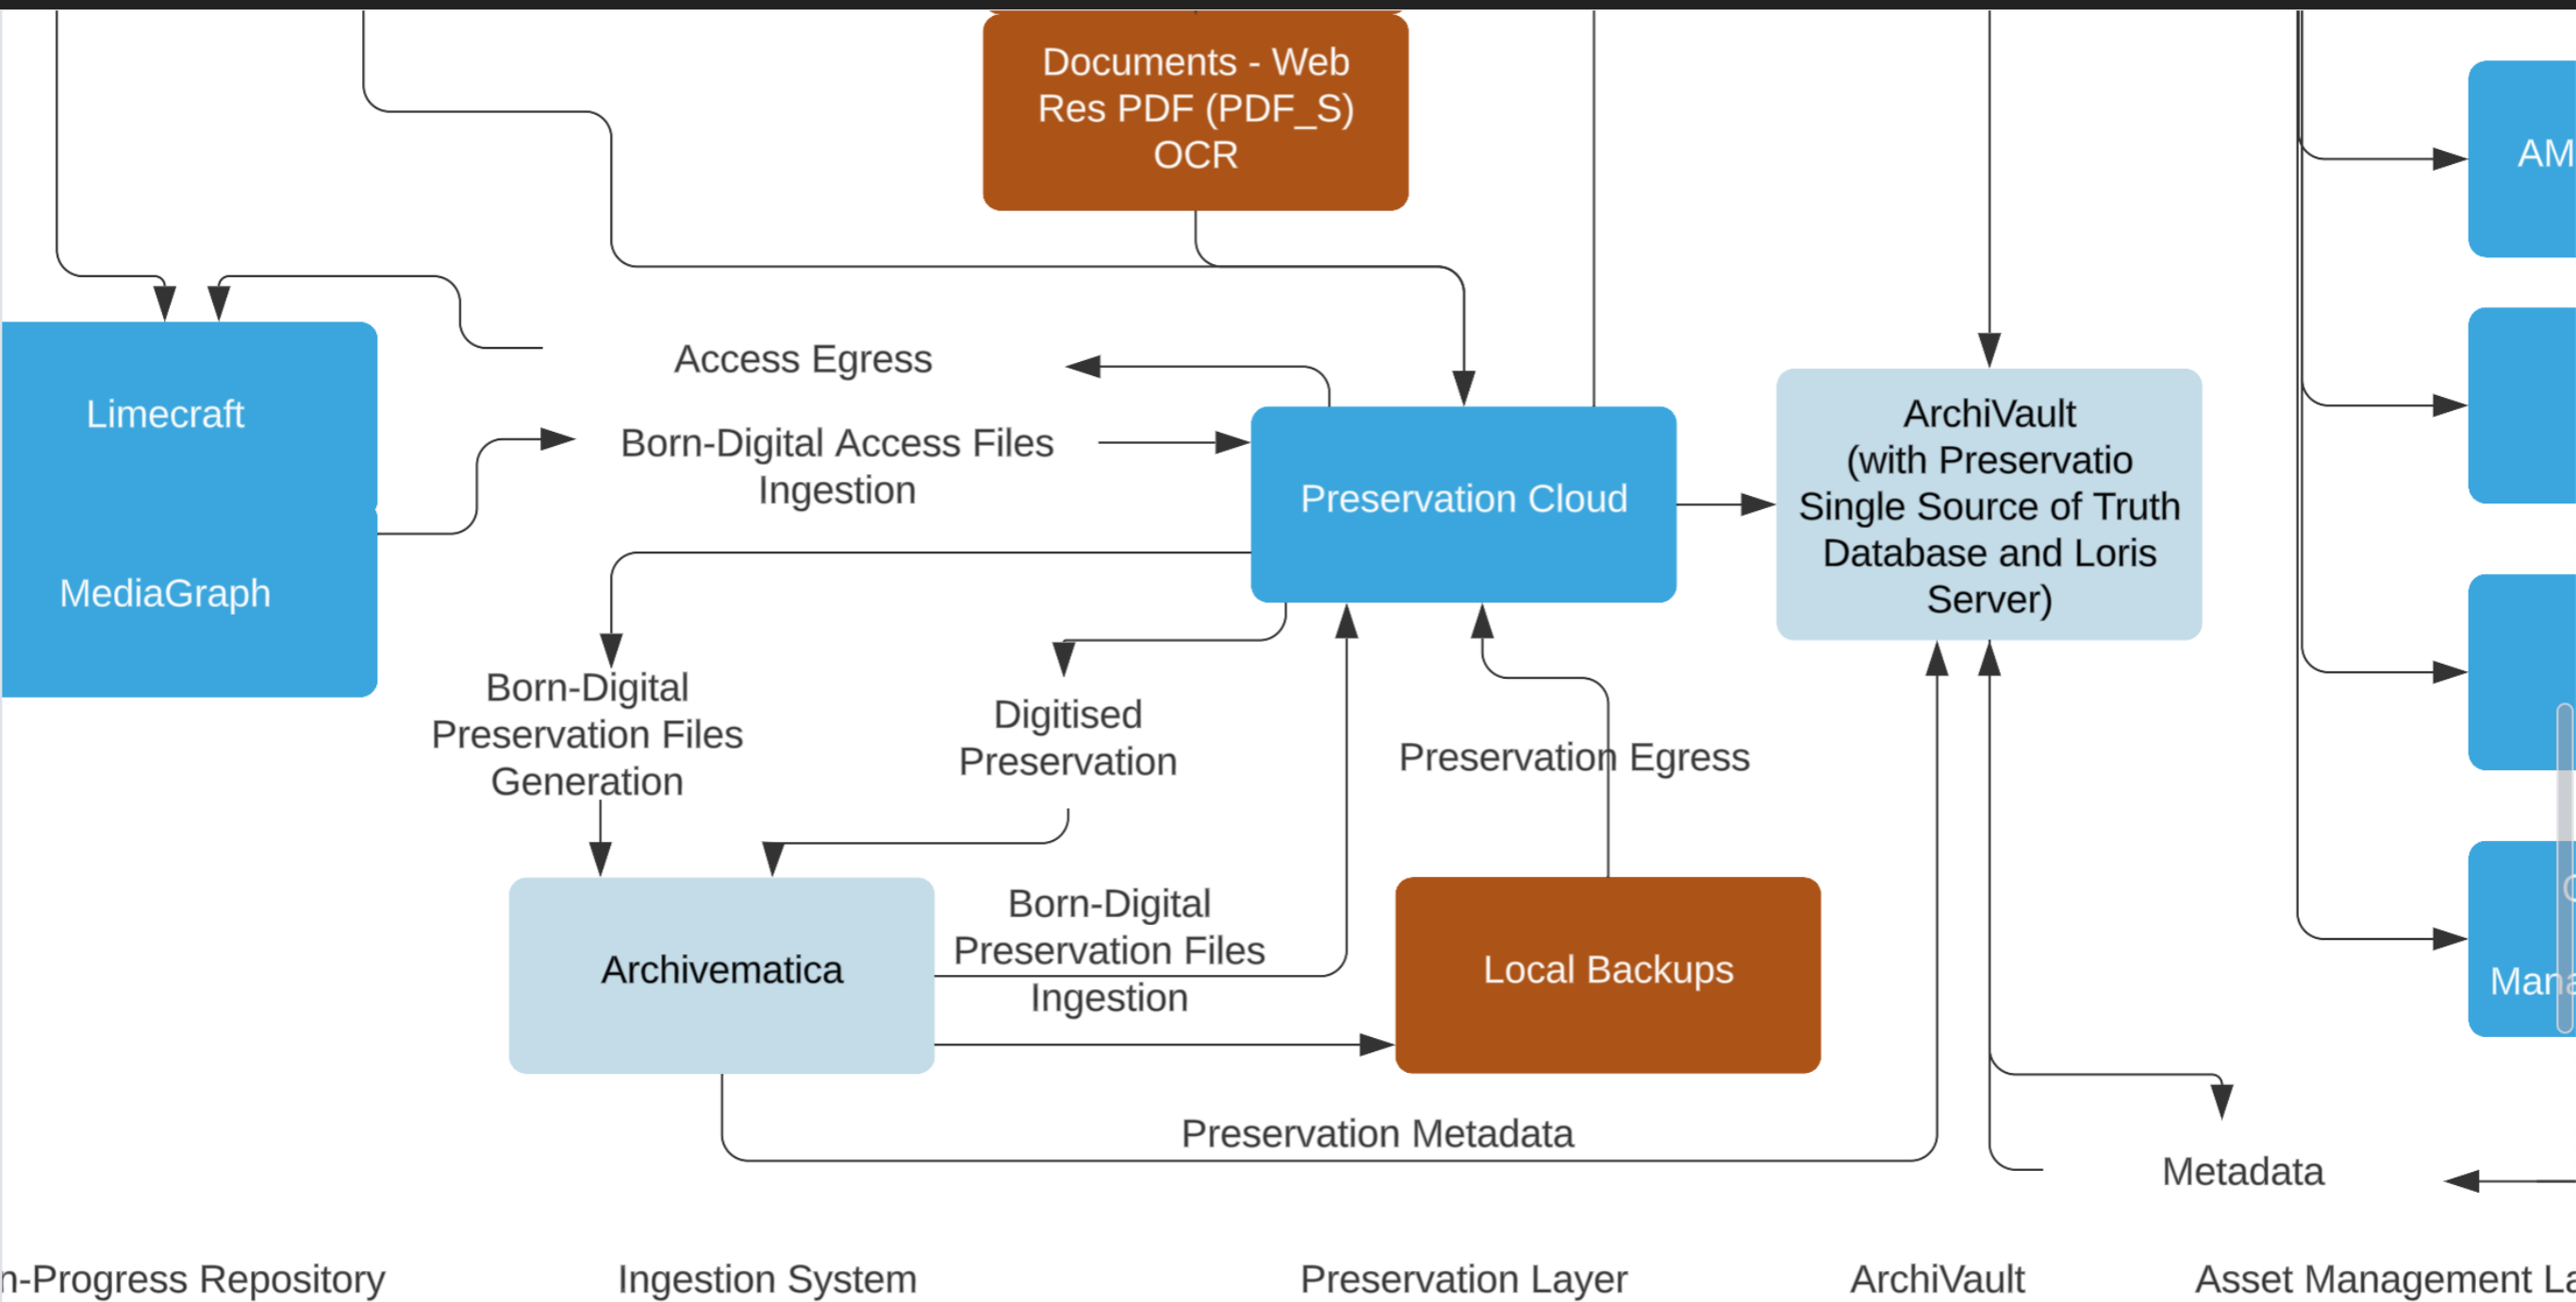 Documents - Web
Res PDF (PDF_S)
OCR
AM
Access Egress
Limecraft
Born-Digital Access Files
Ingestion
MediaGraph
Preservation Cloud
ArchiVault
(with Preservatio
Single Source of Truth
Database and Loris
Server)
Born-Digital
Preservation Files
Generation
Digitised
Preservation
Preservation Egress
Archivematica
Born-Digital
Preservation Files
Ingestion
Local Backups
Mana
Preservation Metadata
Metadata
n-Progress Repository
Ingestion System
Preservation Layer
ArchiVault
Asset Management La